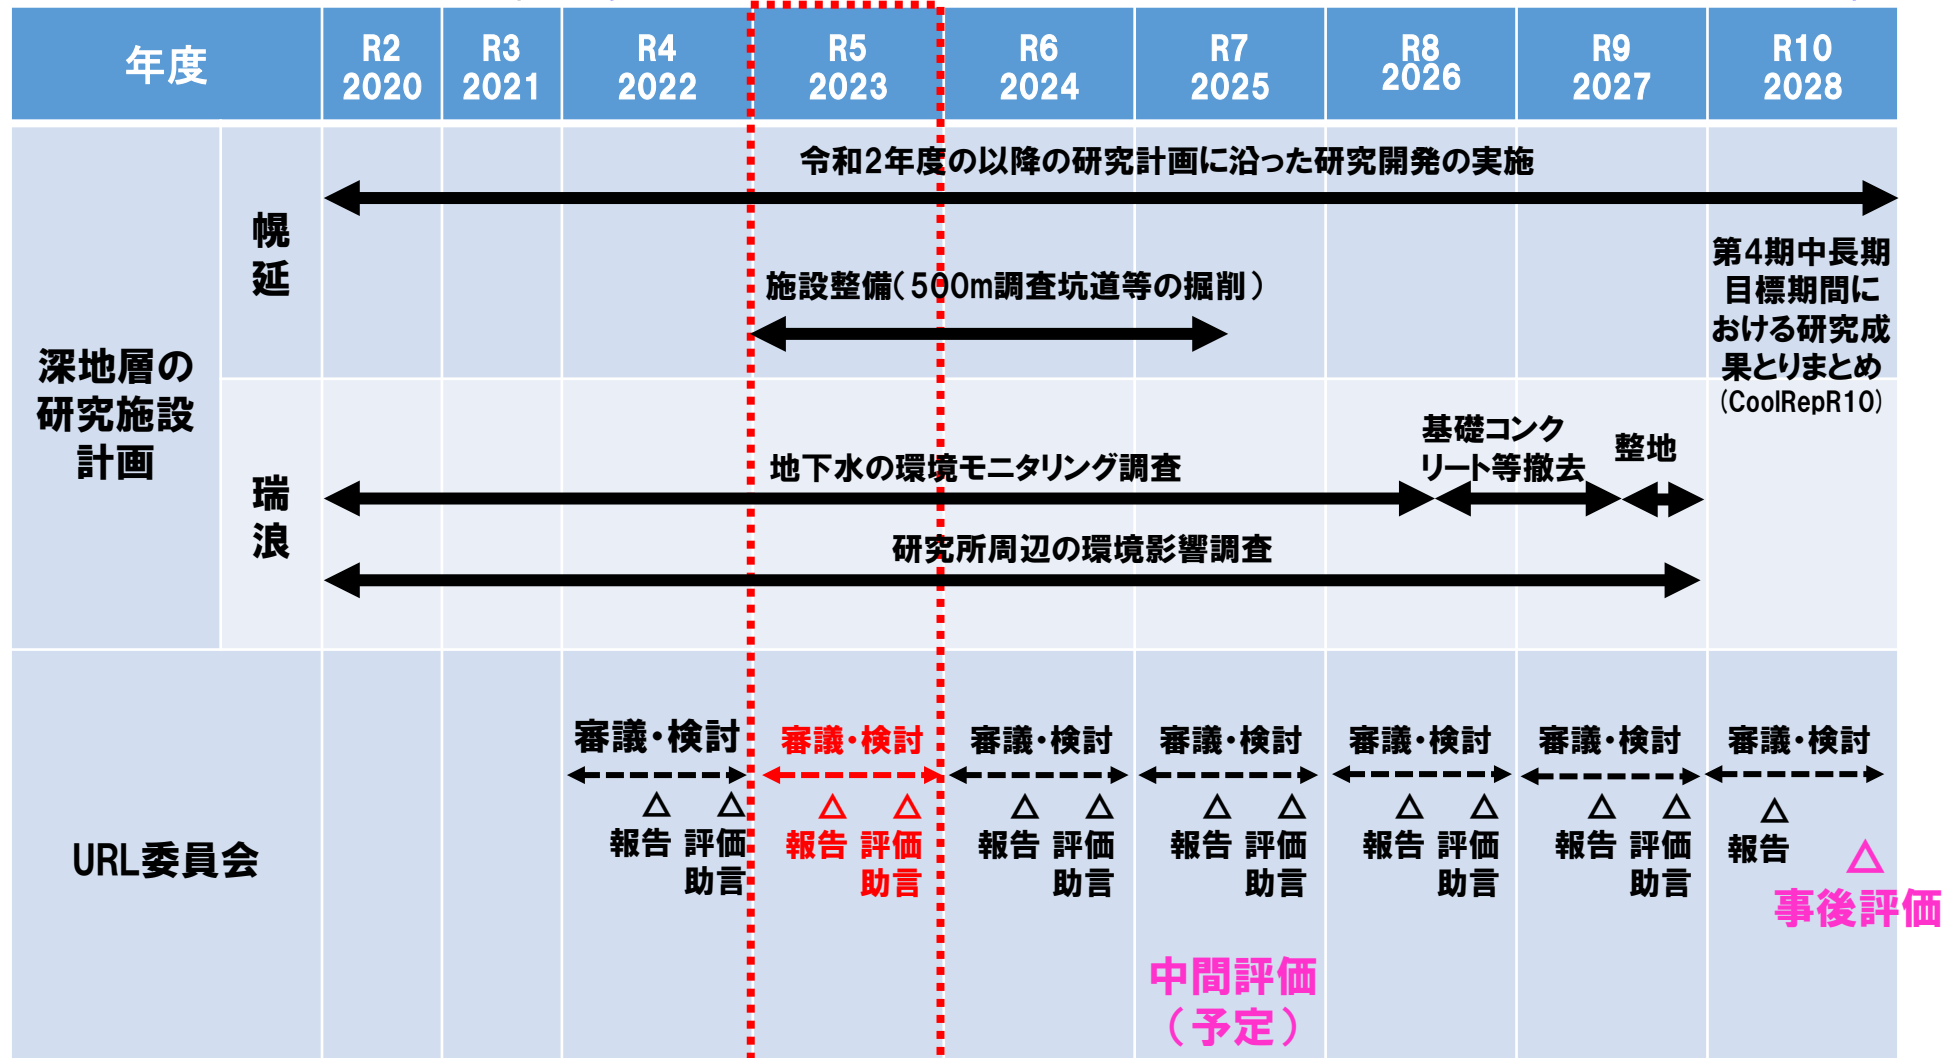 年度
R2
2020
R3
2021
R4
2022
R5
2023
R6
2024
R7
2025
R8
2026
R9
2027
R10
2028
深地層の
研究施設
計画
幌
延
令和2年度の以降の研究計画に沿った研究開発の実施
施設整備(500m調査坑道等の掘削)
第4期中長期
目標期間に
おける研究成
果とりまとめ
(CoolRepR10)
瑞
浪
地下水の環境モニタリング調査
基礎コンク
リート等撤去
整地
研究所周辺の環境影響調査
URL委員会
審議・検討
△ △
報告 評価
助言
審議・検討
△ △
報告 評価
助言
審議・検討
△ △
報告 評価
助言
審議・検討
△ △
報告 評価
助言
中間評価
(予定)
審議・検討
△ △
報告 評価
助言
審議・検討
△ △
報告 評価
助言
審議・検討
△
報告
△
事後評価